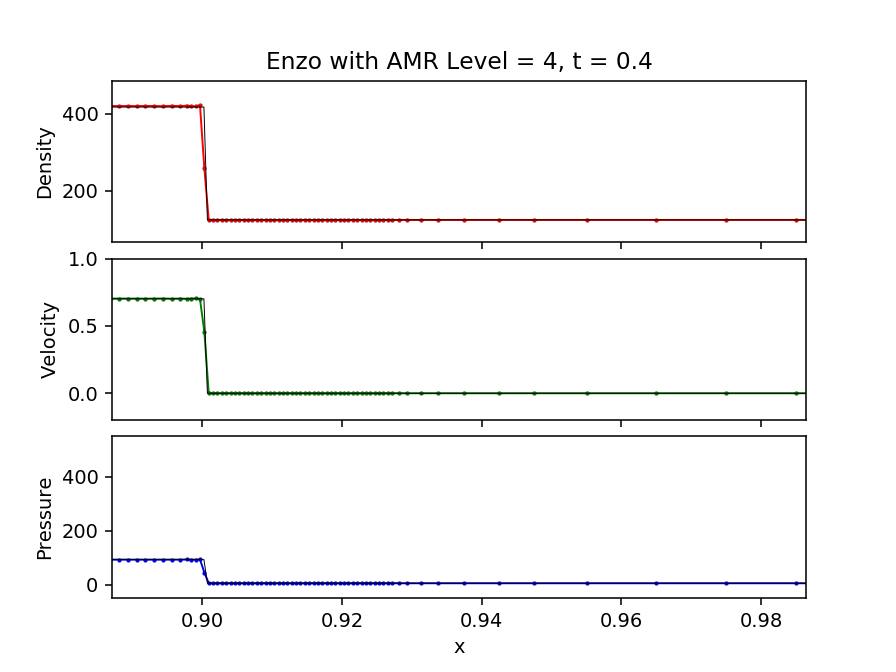 Enzo with AMR Level = 4, t = 0.4
Density
400
200
Velocity
1.0
0.5
0.0
Pressure
400
200
0
0.90 0.92 0.94 0.96 0.98
x